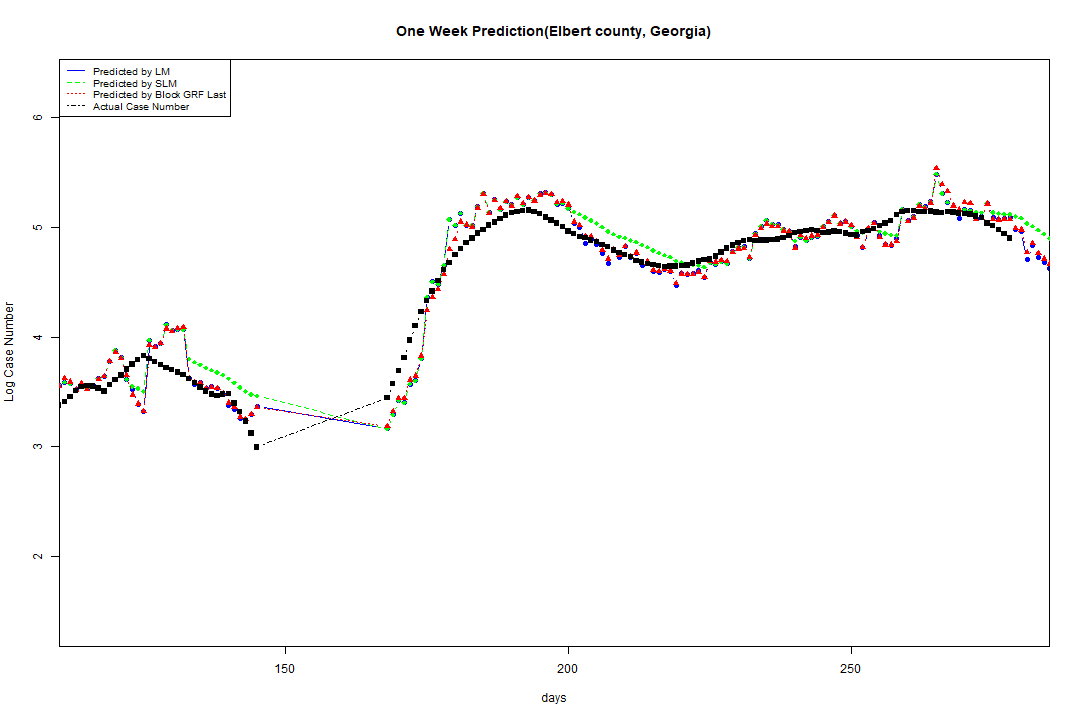 One Week Prediction(Elbert county, Georgia)
Predicted by LM
Predicted by SLM
Predicted by Block GRF Last
Actual Case Number
Log Case Number
6
5
4
3
2
150 200 250
days